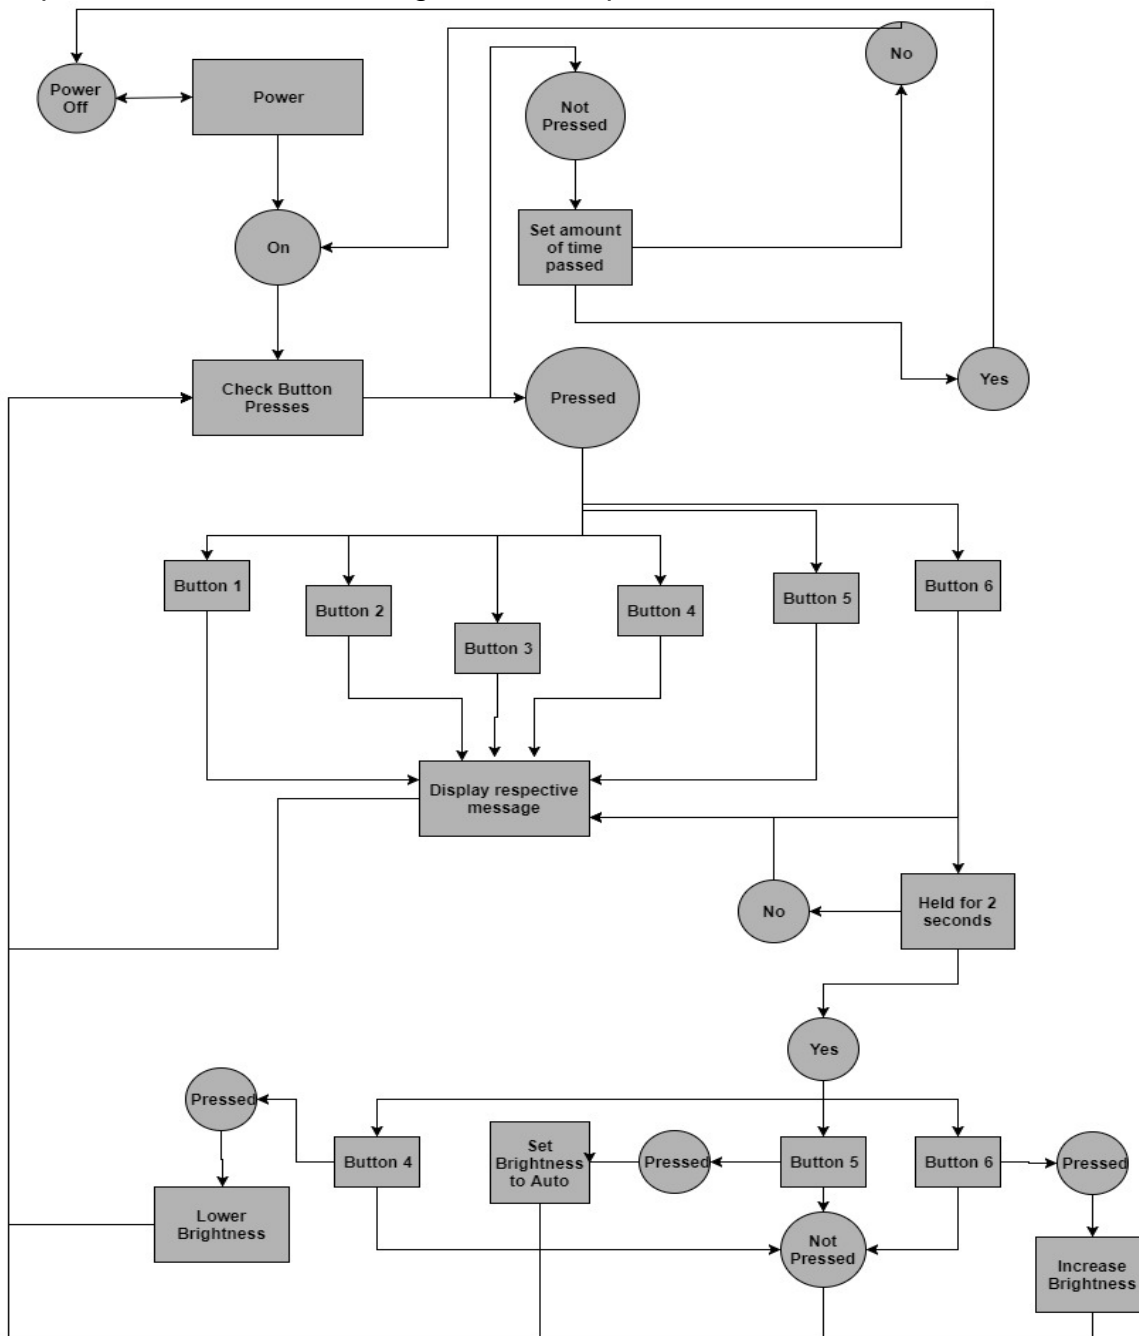 No
Power
Off
Power
Not
Pressed
On
Set amount
of time
passed
Check Button
Presses
Pressed
Yes
Button 1
Button 2
Button 3
Button 4
Button 5
Button 6
Display respective
message
No
Held for 2
seconds
Yes
Pressed
Button 4
Set
Brightness
to Auto
Pressed
Button 5
Button 6
Pressed
Lower
Brightness
Not
Pressed
Increase
Brightness